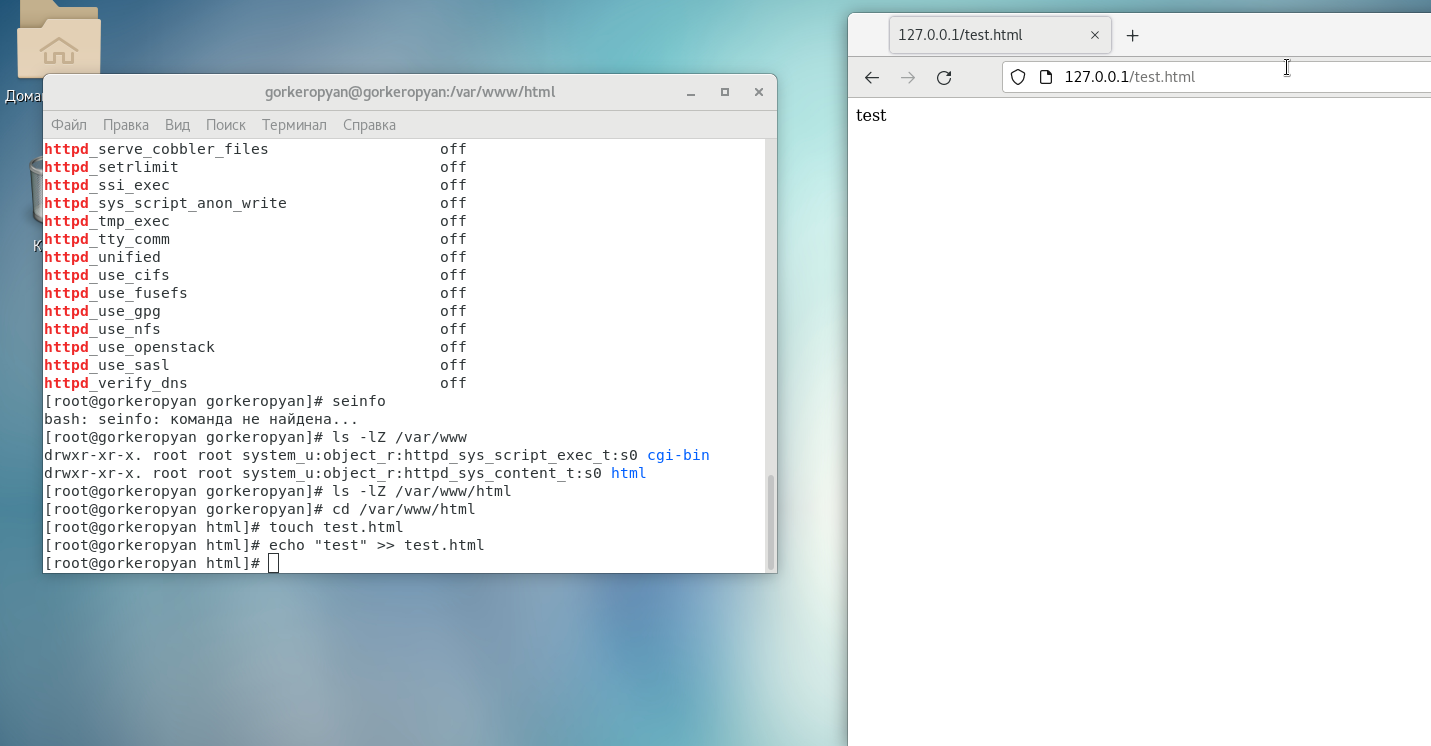 gorkeropyan@gorkeropyan:/var/www/html
Файл Правка Вид Поиск Терминал Справка
httpd_serve_cobbler_files off
httpd_setrlimit off
httpd_ssi_exec off
httpd_sys_script_anon_write off
httpd_tmp_exec off
httpd_tty_comm off
httpd_unified off
httpd_use_cifs off
httpd_use_fusefs off
httpd_use_gpg off
httpd_use_nfs off
httpd_use_openstack off
httpd_use_sasl off
httpd_verify_dns off
[root@gorkeropyan gorkeropyan]# seinfo
bash: seinfo: команда не найдена...
[root@gorkeropyan gorkeropyan]# ls -lZ /var/www
drwxr-xr-x. root root system_u:object_r:httpd_sys_script_exec_t:s0 cgi-bin
drwxr-xr-x. root root system_u:object_r:httpd_sys_content_t:s0 html
[root@gorkeropyan gorkeropyan]# ls -lZ /var/www/html
[root@gorkeropyan gorkeropyan]# cd /var/www/html
[root@gorkeropyan html]# touch test.html
[root@gorkeropyan html]# echo "test" >> test.html
[root@gorkeropyan html]#
127.0.0.1/test.html
127.0.0.1/test.html
test